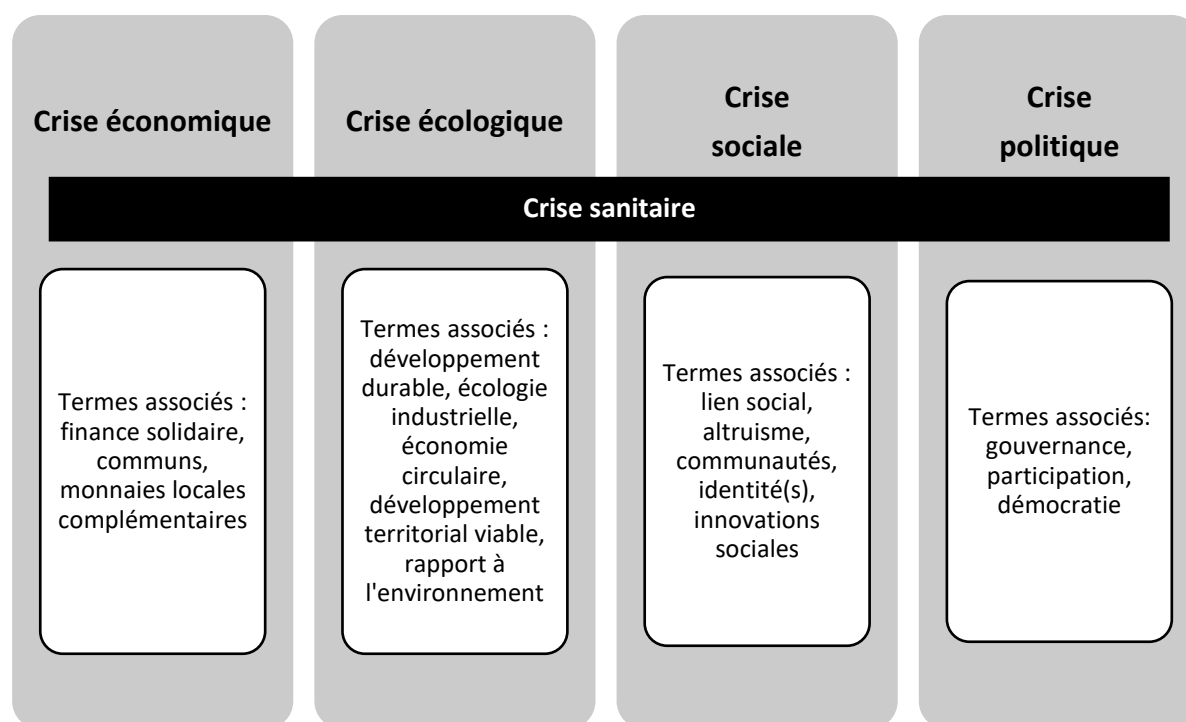 Crise économique
Crise écologique
Crise
sociale
Crise
politique
Crise sanitaire
Termes associés :
finance solidaire,
communs,
monnaies locales
complémentaires
Termes associés :
développement
durable, écologie
industrielle,
économie
circulaire,
développement
territorial viable,
rapport à
l'environnement
Termes associés :
lien social,
altruisme,
communautés,
identité(s),
innovations
sociales
Termes associés:
gouvernance,
participation,
démocratie